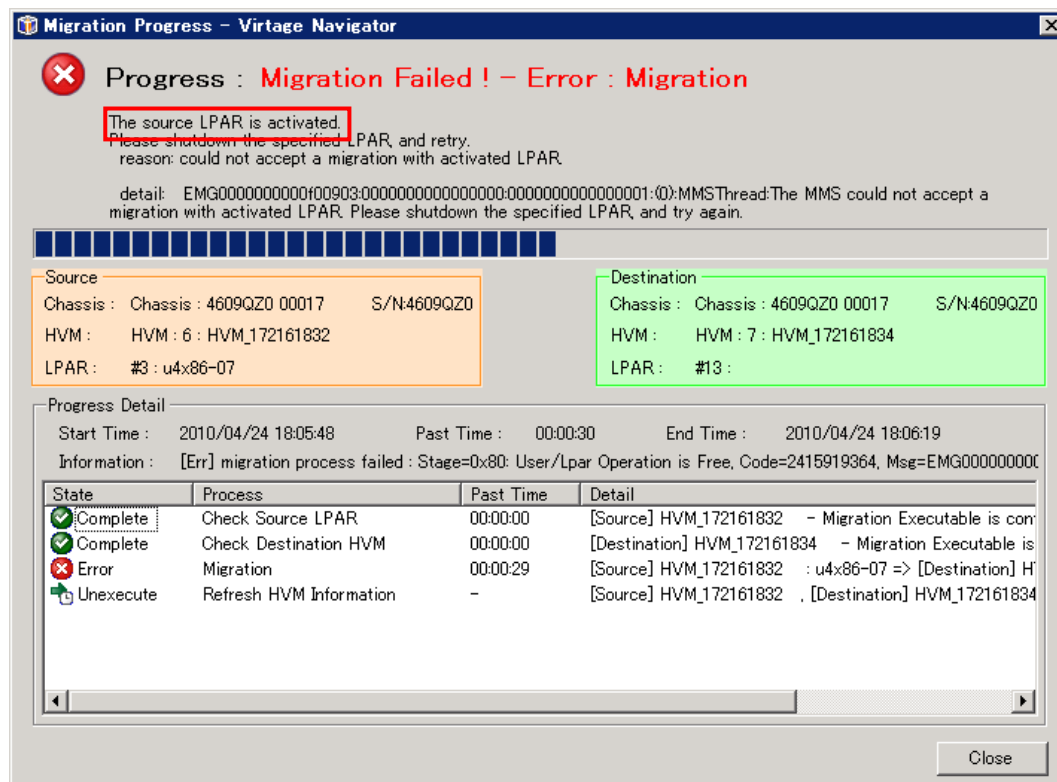 Migration Progress - Virtage Navigator
Progress : Migration Failed ! - Error : Migration
The source LPAR is activated.
Please shutdown the specified LPAR, and retry.
reason: could not accept a migration with activated LPAR.
detail: EMG0000000000f00903:0000000000000000:0000000000000001:(0):MMSThread:The MMS could not accept a
migration with activated LPAR. Please shutdown the specified LPAR, and try again.
Source
Chassis : Chassis : 4609QZ0 00017 S/N:4609QZ0
HVM : HVM : 6 : HVM_172161832
LPAR : #3 : u4x86-07
Destination
Chassis : Chassis : 4609QZ0 00017 S/N:4609QZ0
HVM : HVM : 7 : HVM_172161834
LPAR : #13 :
Progress Detail
Start Time : 2010/04/24 18:05:48 Past Time : 00:00:30 End Time : 2010/04/24 18:06:19
Information : [Err] migration process failed : Stage=0x80: User/Lpar Operation is Free, Code=2415919364, Msg=EMG000000000
State Process Past Time Detail
Complete Check Source LPAR 00:00:00 [Source] HVM_172161832 - Migration Executable is con
Complete Check Destination HVM 00:00:00 [Destination] HVM_172161834 - Migration Executable is
Error Migration 00:00:29 [Source] HVM_172161832 : u4x86-07 => [Destination] H
Unexecute Refresh HVM Information - [Source] HVM_172161832 , [Destination] HVM_172161834
Close